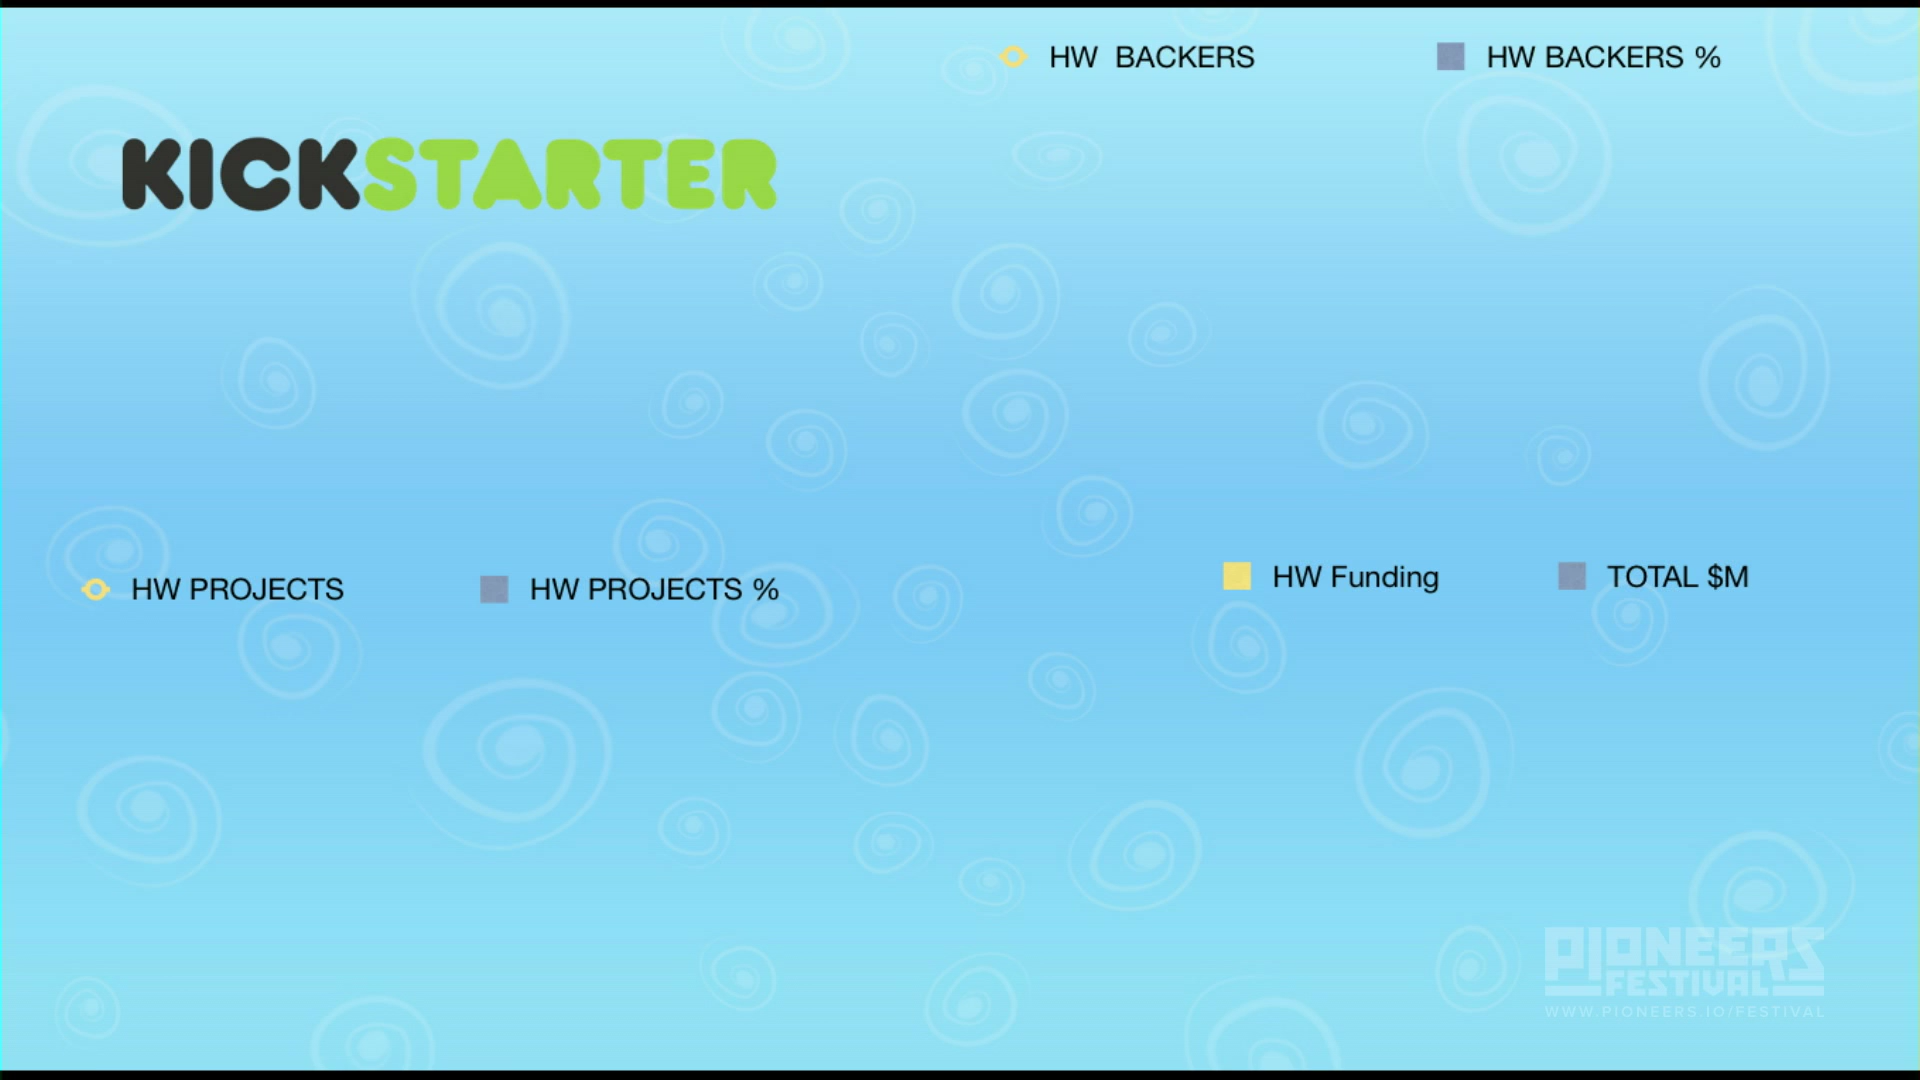 HW BACKERS
HW BACKERS %
KICKSTARTER
HW PROJECTS
HW PROJECTS %
HW Funding
TOTAL $M
PIONEERS
FESTIVAL
WWW.PIONEERS.IO/FESTIVAL